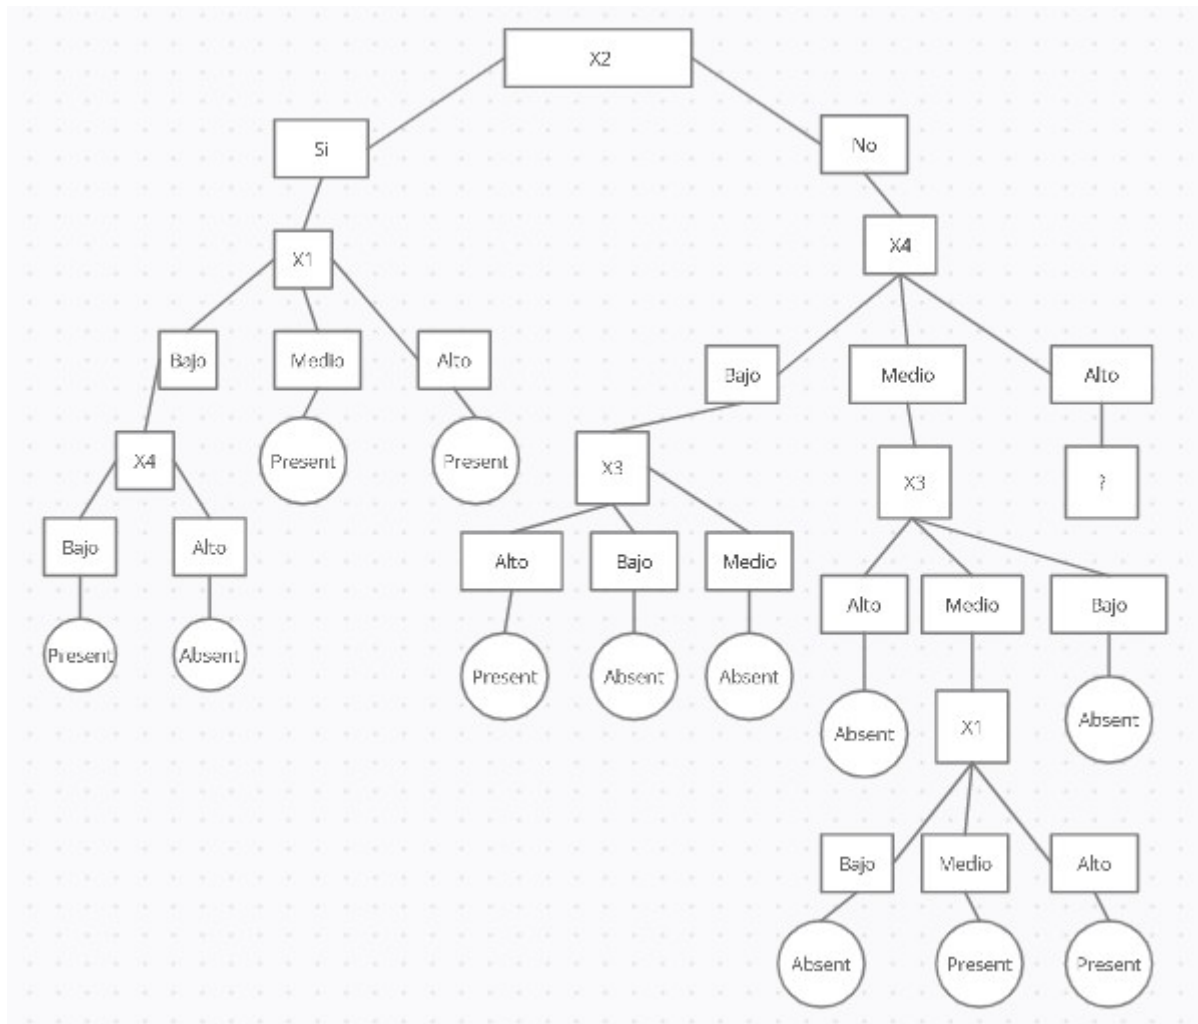 X2
Si
No
X4
X1
Bajo
Medio
Alto
Bajo
Medio
Alto
X4
Present
Present
X3
X3
?
Bajo
Alto
Alto
Bajo
Medio
Alto
Medio
Bajo
Present
Absent
Present
Absent
Absent
Absent
X1
Absent
Bajo
Medio
Alto
Absent
Present
Present